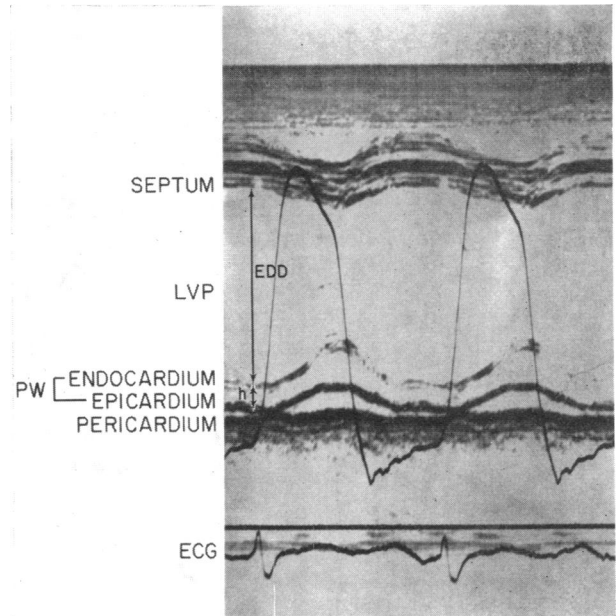 SEPTUM
EDD
LVP
PW
ENDOCARDIUM
h
EPICARDIUM
PERICARDIUM
ECG